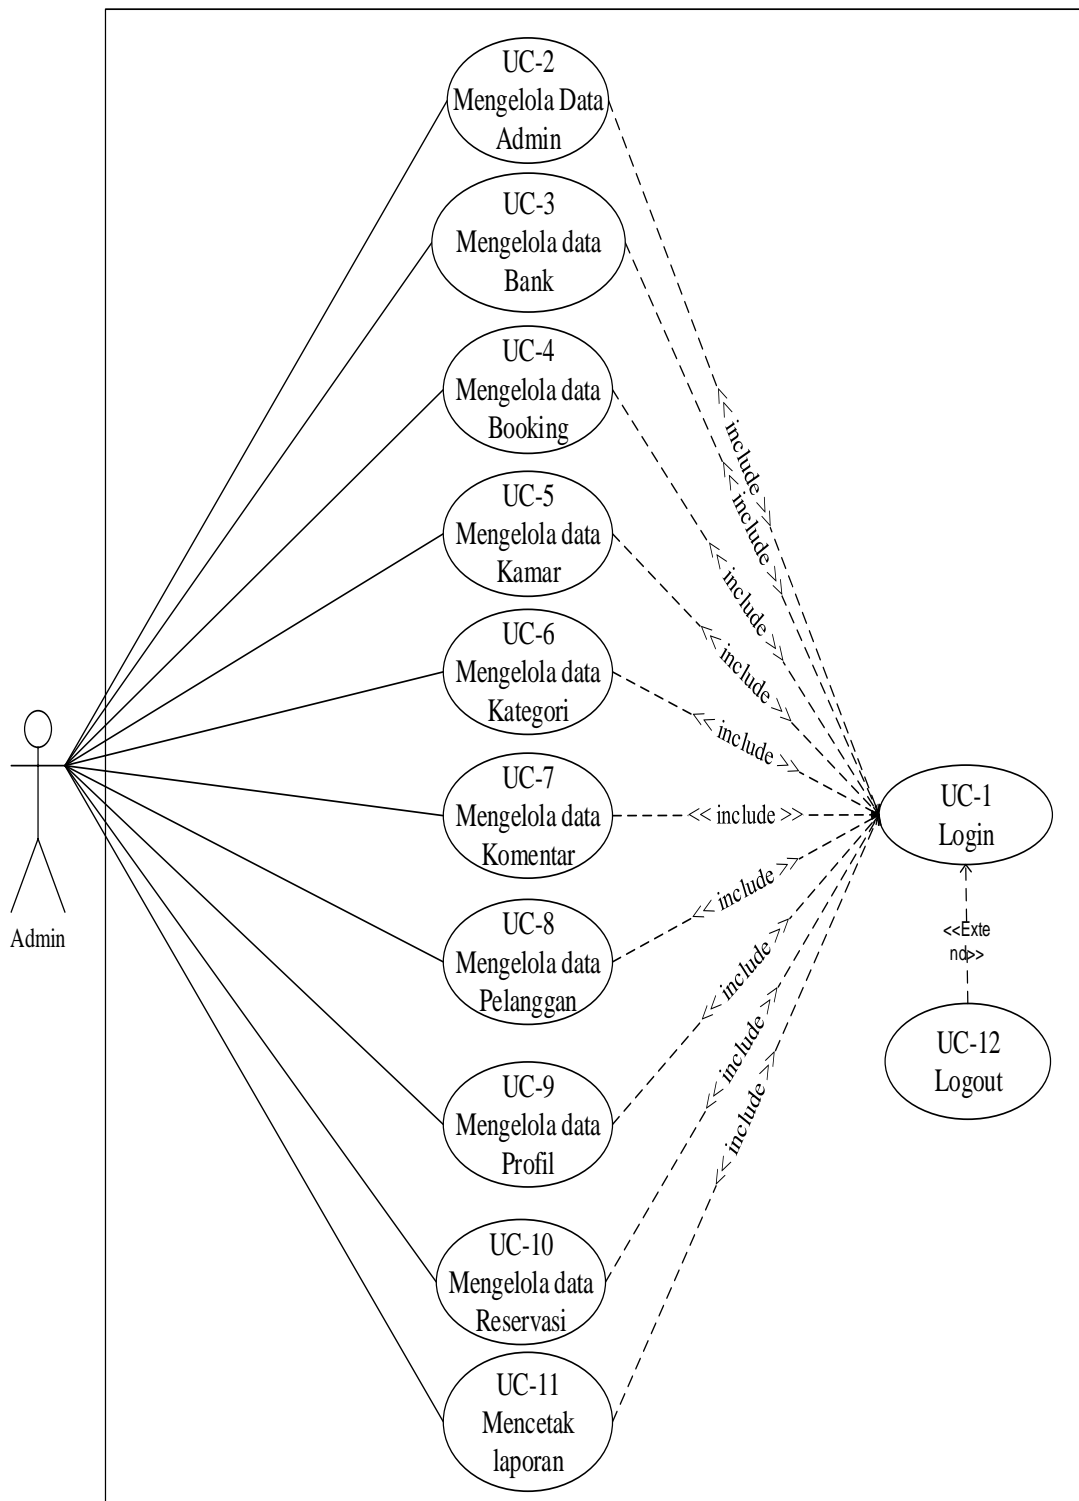 UC-2
Mengelola Data
Admin
UC-3
Mengelola data
Bank
UC-4
Mengelola data
Booking
UC-5
Mengelola data
Kamar
UC-6
Mengelola data
Kategori
UC-7
Mengelola data
Komentar
UC-8
Mengelola data
Pelanggan
UC-9
Mengelola data
Profil
UC-10
Mengelola data
Reservasi
UC-11
Mencetak
laporan
Admin
<< include >>
<< include >>
<< include >>
<< include >>
<< include >>
<< include >>
<< include >>
<< include >>
<< include >>
<< include >>
UC-1
Login
<<Exte
nd>>
UC-12
Logout